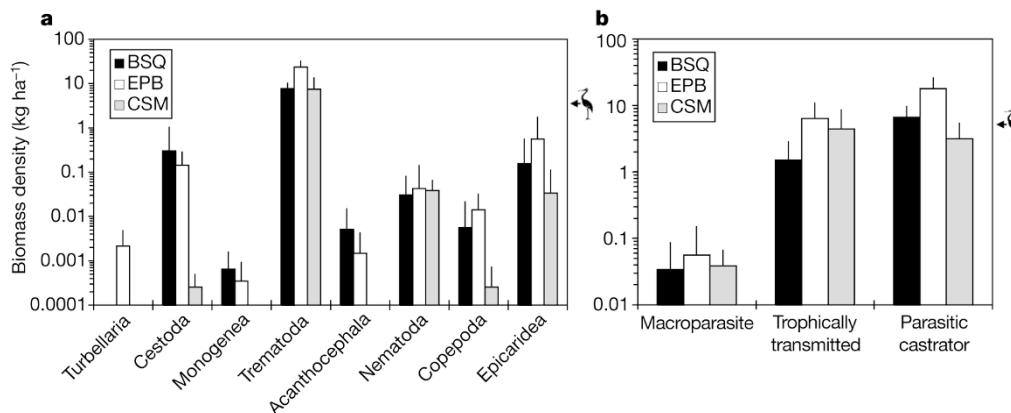 a
Biomass density (kg ha⁻¹)
100
10
1
0.1
0.01
0.001
0.0001
BSQ
EPB
CSM
Turbellaria
Cestoda
Monogenea
Trematoda
Acanthocephala
Nematoda
Copepoda
Epicaridea
b
100
10
1
0.1
0.01
BSQ
EPB
CSM
Macroparasite
Trophically
transmitted
Parasitic
castrator